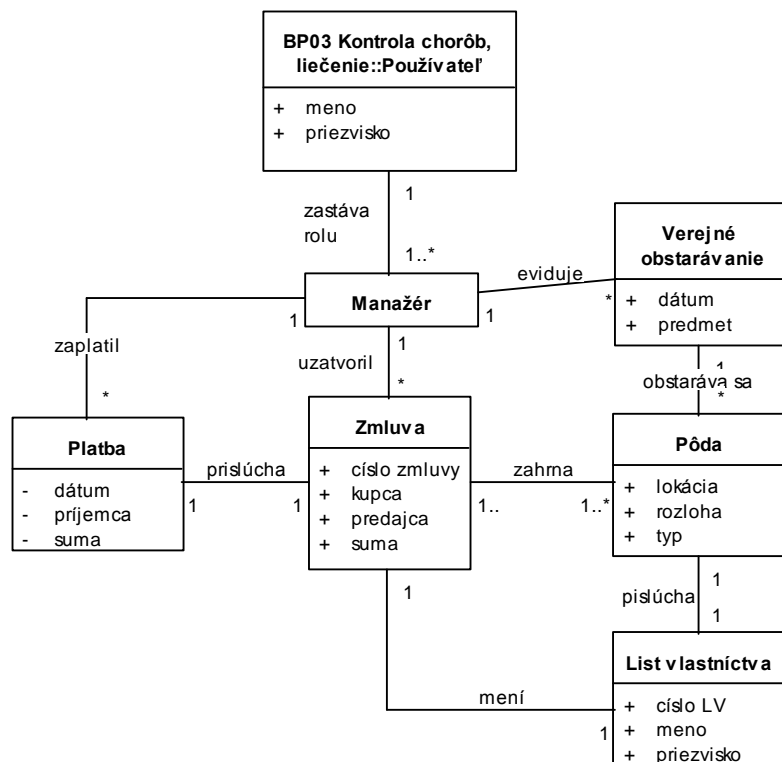 BP03 Kontrola chorôb,
liečenie::Používateľ
+ meno
+ priezvisko
1
zastáva
rolu
1..*
Verejné
obstarávanie
+ dátum
+ predmet
eviduje
*
1
Manažér
1
1
zaplatil
uzatvoril
*
*
1
obstaráva sa
*
Platba
- dátum
- príjemca
- suma
prislúcha
1
1
Zmluva
+ císlo zmluvy
+ kupca
+ predajca
+ suma
zahrna
1..
1..*
Pôda
+ lokácia
+ rozloha
+ typ
1
1
pislúcha
1
List vlastníctva
+ císlo LV
+ meno
+ priezvisko
mení
1